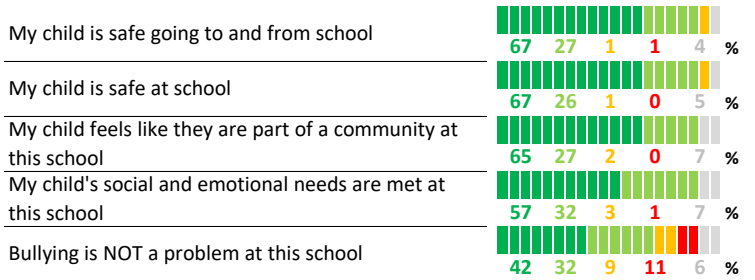 My child is safe going to and from school
67 27 1 1 4 %
My child is safe at school
67 26 1 0 5 %
My child feels like they are part of a community at
this school
65 27 2 0 7 %
My child's social and emotional needs are met at
this school
57 32 3 1 7 %
Bullying is NOT a problem at this school
42 32 9 11 6 %